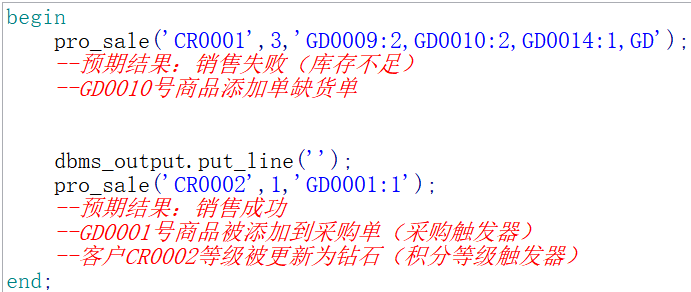 begin
pro_sale('CR0001',3,'GD0009:2,GD0010:2,GD0014:1,GD');
--预期结果：销售失败（库存不足）
--GD0010号商品添加单缺货单
dbms_output.put_line('');
pro_sale('CR0002',1,'GD0001:1');
--预期结果：销售成功
--GD0001号商品被添加到采购单（采购触发器）
--客户CR0002等级被更新为钻石（积分等级触发器）
end;